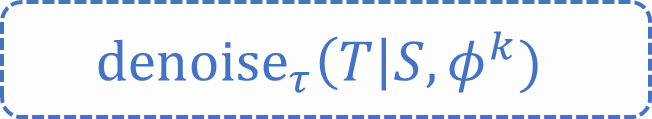 denoise_τ(T|S, ϕ^k)